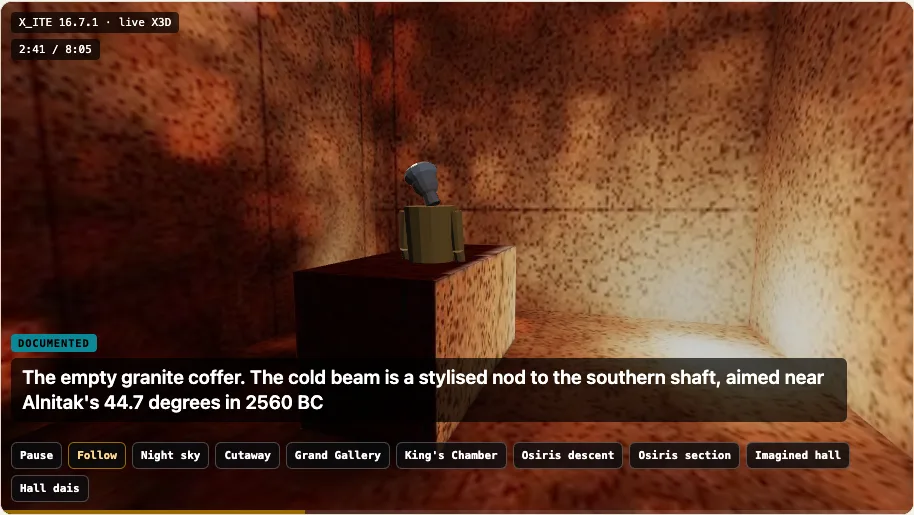 X_ITE 16.7.1 · live X3D
2:41 / 8:05
DOCUMENTED
The empty granite coffer. The cold beam is a stylised nod to the southern shaft, aimed near
Alnitak's 44.7 degrees in 2560 BC
Pause Follow Night sky Cutaway Grand Gallery King's Chamber Osiris descent Osiris section Imagined hall
Hall dais